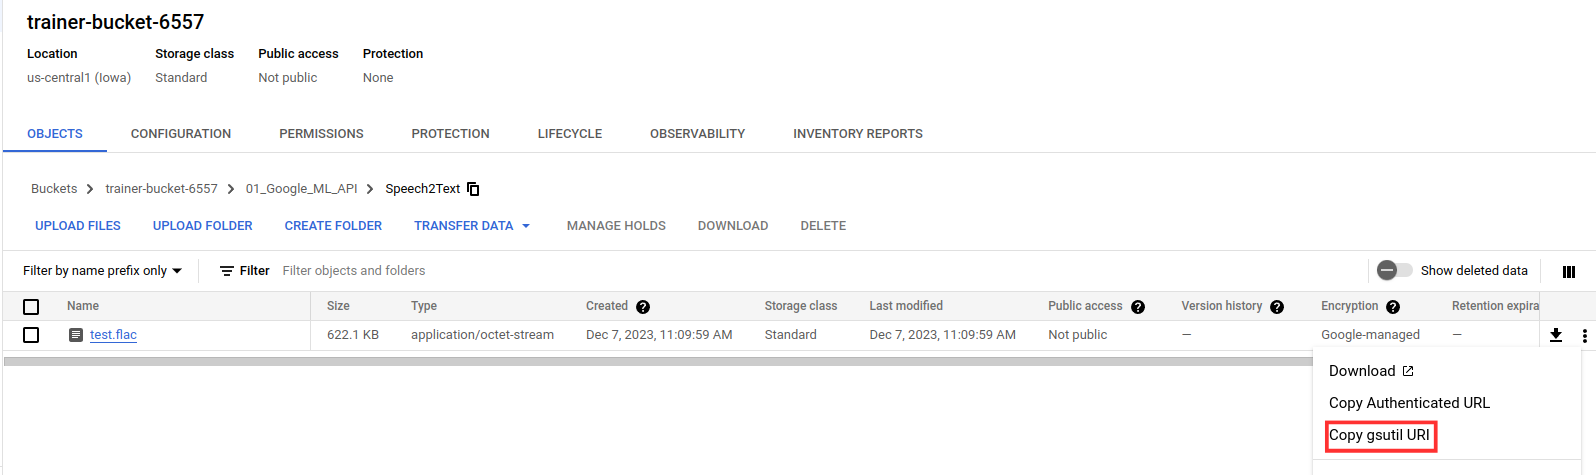 trainer-bucket-6557
Location Storage class Public access Protection
us-central1 (Iowa) Standard Not public None
OBJECTS CONFIGURATION PERMISSIONS PROTECTION LIFECYCLE OBSERVABILITY INVENTORY REPORTS
Buckets > trainer-bucket-6557 > 01_Google_ML_API > Speech2Text
UPLOAD FILES UPLOAD FOLDER CREATE FOLDER TRANSFER DATA MANAGE HOLDS DOWNLOAD DELETE
Filter by name prefix only Filter Filter objects and folders Show deleted data
Name Size Type Created ? Storage class Last modified Public access ? Version history ? Encryption ? Retention expira
test.flac 622.1 KB application/octet-stream Dec 7, 2023, 11:09:59 AM Standard Dec 7, 2023, 11:09:59 AM Not public — Google-managed —
Download
Copy Authenticated URL
Copy gsutil URI